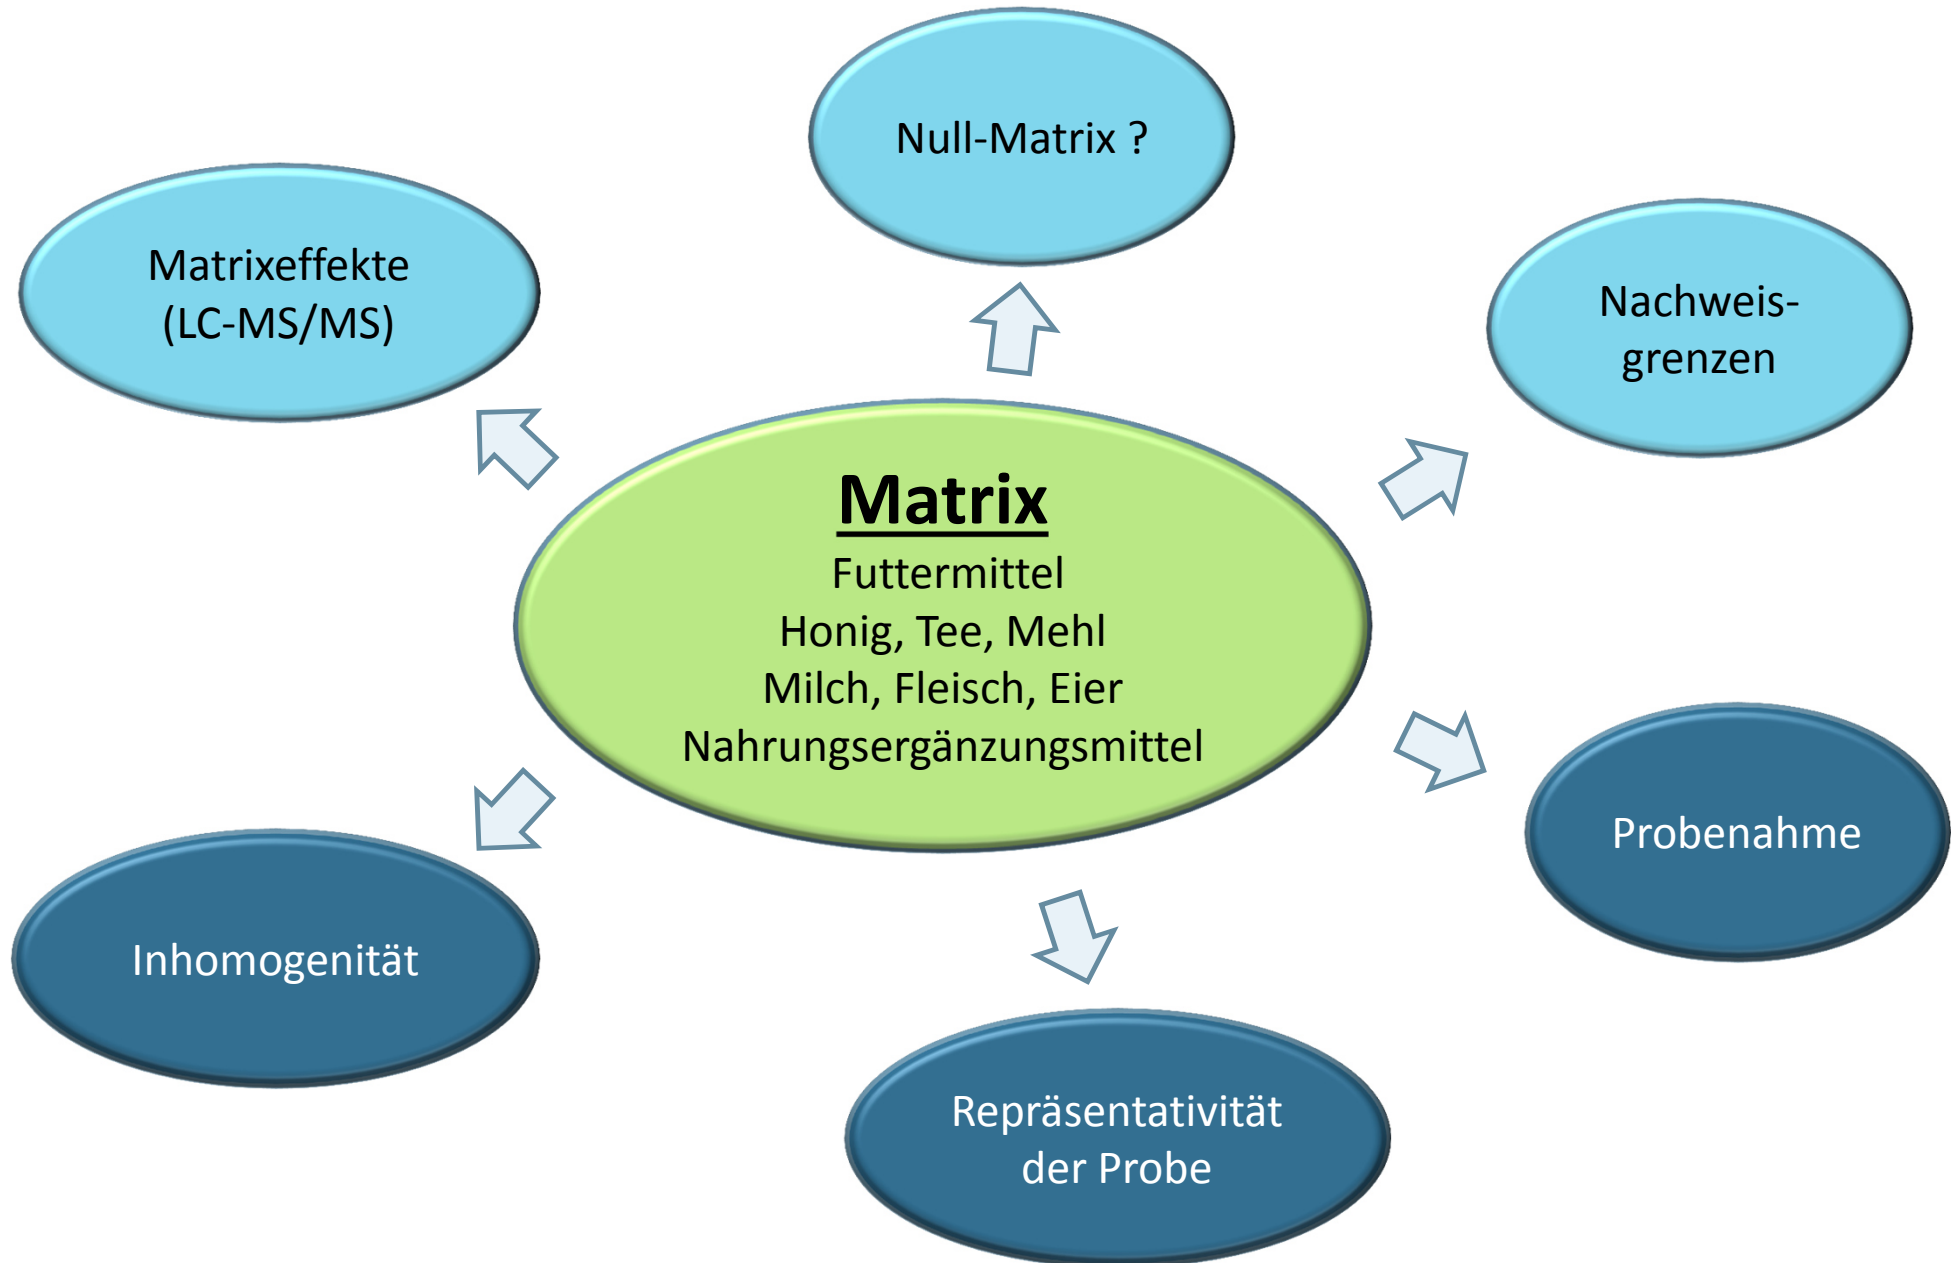 Null-Matrix ?
Matrixeffekte
(LC-MS/MS)
Nachweis-
grenzen
Matrix
Futtermittel
Honig, Tee, Mehl
Milch, Fleisch, Eier
Nahrungsergänzungsmittel
Probenahme
Inhomogenität
Repräsentativität
der Probe